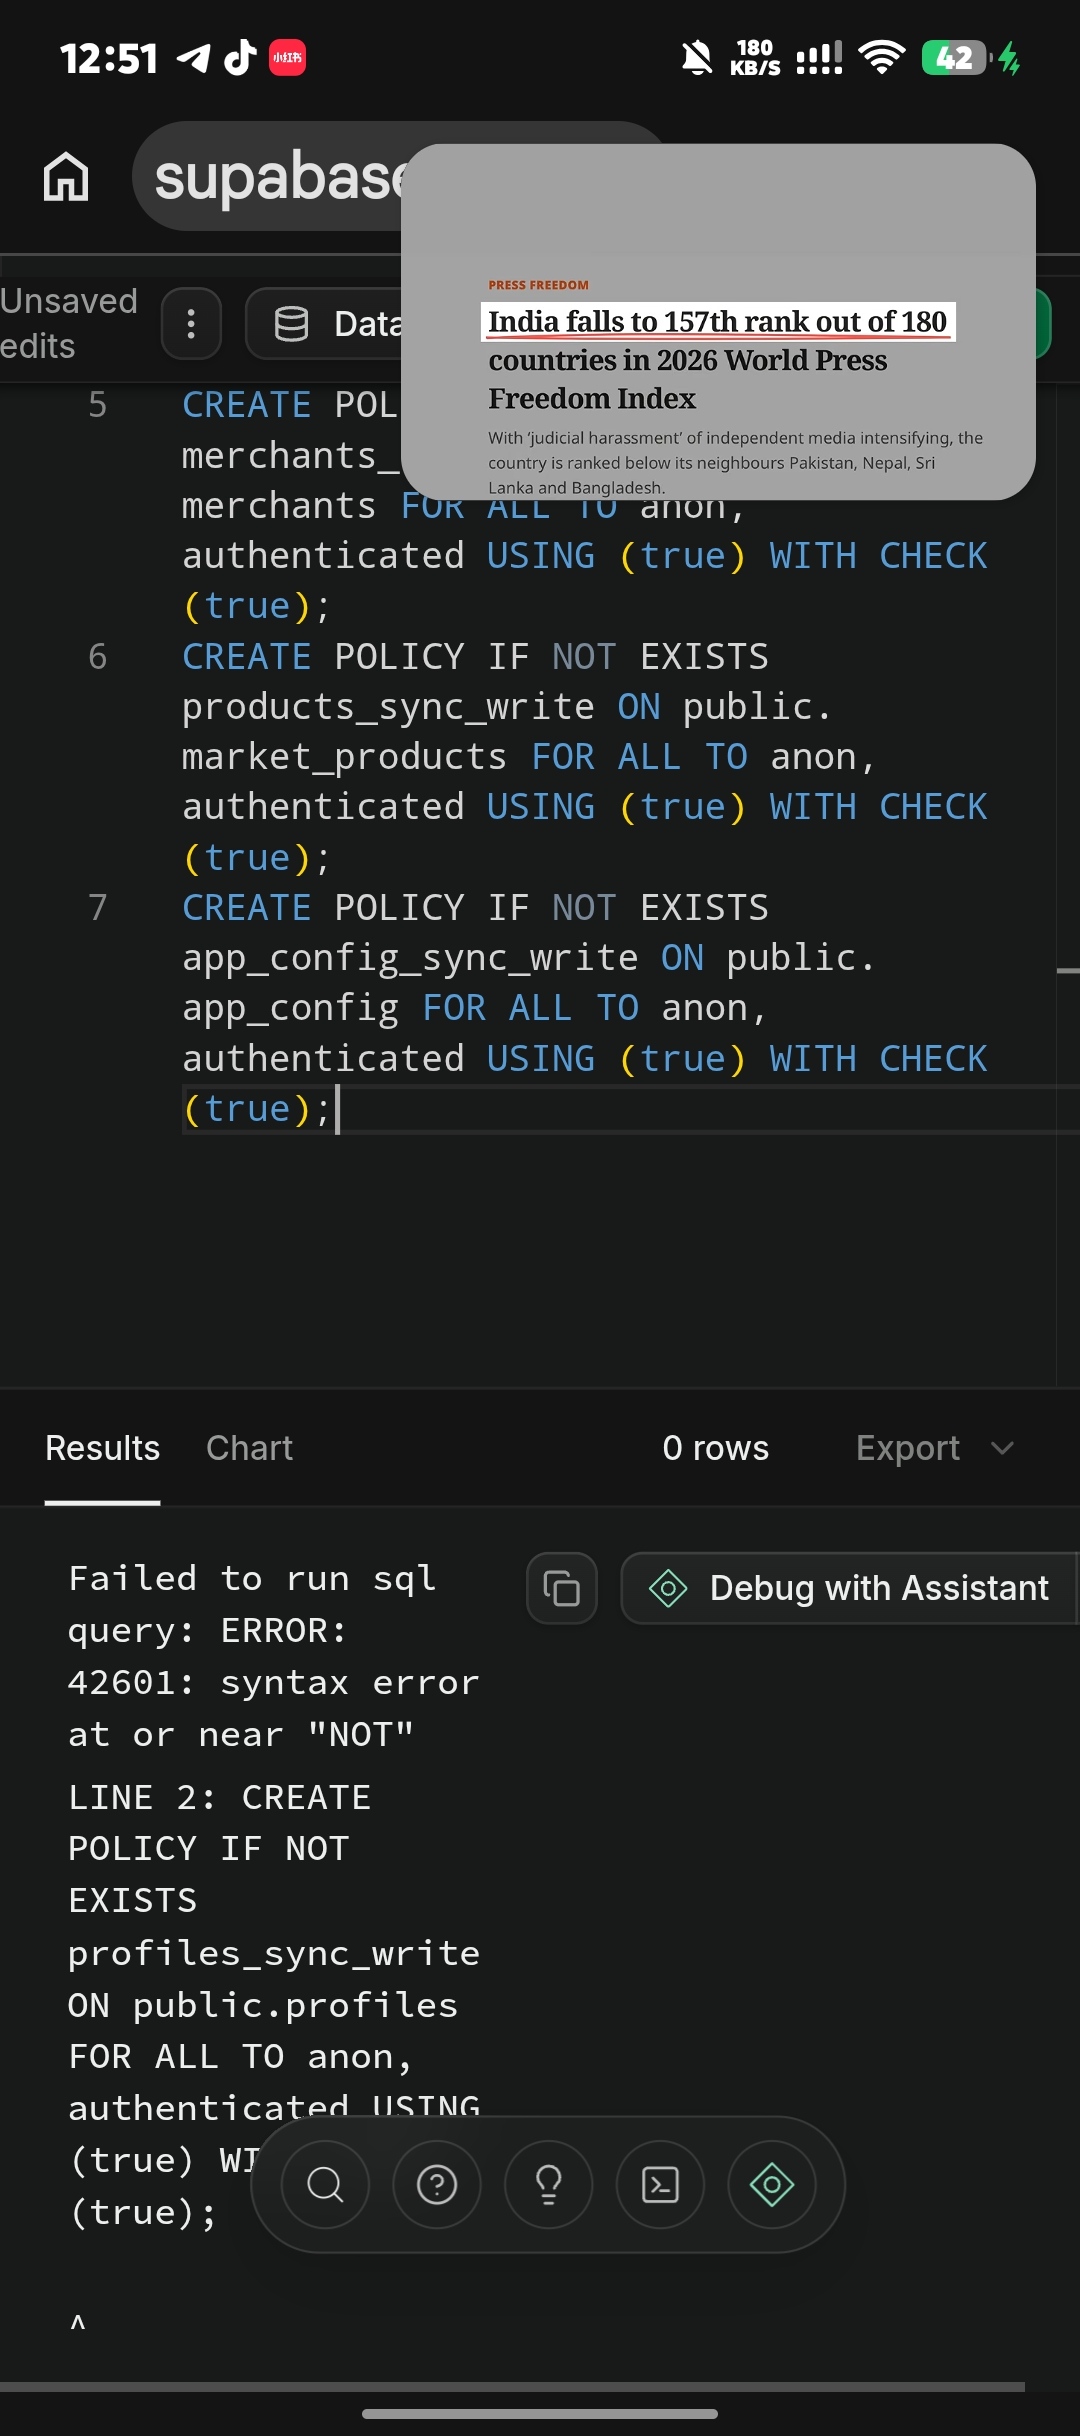 12:51
小红书
180
KB/S
42
supabase
Unsaved
edits
Data
PRESS FREEDOM
India falls to 157th rank out of 180
countries in 2026 World Press
Freedom Index
With ‘judicial harassment’ of independent media intensifying, the
country is ranked below its neighbours Pakistan, Nepal, Sri
Lanka and Bangladesh.
5 CREATE POL
merchants_
merchants FOR ALL TO anon,
authenticated USING (true) WITH CHECK
(true);
6 CREATE POLICY IF NOT EXISTS
products_sync_write ON public.
market_products FOR ALL TO anon,
authenticated USING (true) WITH CHECK
(true);
7 CREATE POLICY IF NOT EXISTS
app_config_sync_write ON public.
app_config FOR ALL TO anon,
authenticated USING (true) WITH CHECK
(true);
Results Chart 0 rows Export
Failed to run sql
query: ERROR:
42601: syntax error
at or near "NOT"
Debug with Assistant
LINE 2: CREATE
POLICY IF NOT
EXISTS
profiles_sync_write
ON public.profiles
FOR ALL TO anon,
authenticated USING
(true) WI
(true);
^